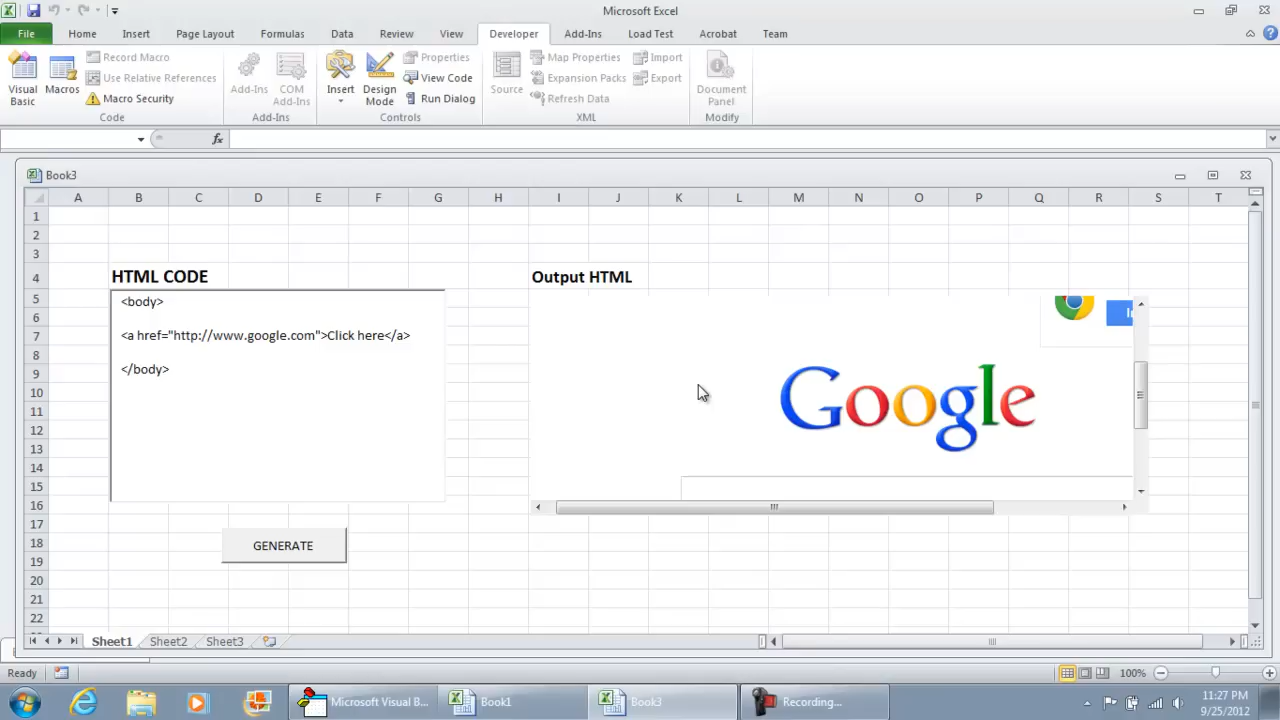 Microsoft Excel
File Home Insert Page Layout Formulas Data Review View Developer Add-Ins Load Test Acrobat Team
Visual Basic
Macros
Record Macro
Use Relative References
Macro Security
Code
Add-Ins
COM Add-Ins
Add-Ins
Insert
Design Mode
Properties
View Code
Run Dialog
Controls
Source
Map Properties
Expansion Packs
Refresh Data
Import
Export
XML
Document Panel
Modify
fx
Book3
A B C D E F G H I J K L M N O P Q R S T
1
2
3
4
HTML CODE
Output HTML
5
<body>
6
7
<a href="http://www.google.com">Click here</a>
8
9
</body>
10
Google
11
12
13
14
15
16
17
18
GENERATE
19
20
21
22
Sheet1 Sheet2 Sheet3
Ready
100%
Microsoft Visual B...
Book1
Book3
Recording...
11:27 PM
9/25/2012